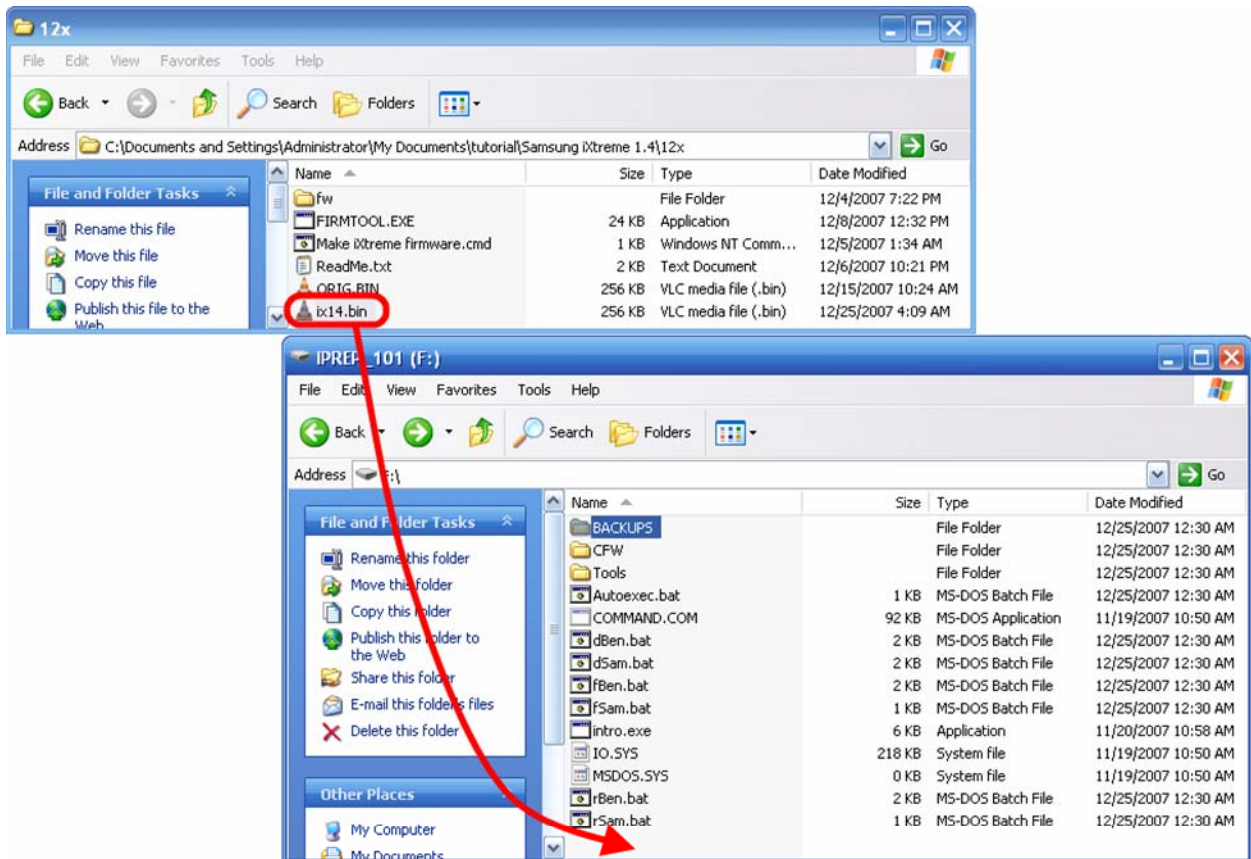 12x
File Edit View Favorites Tools Help
Back Search Folders
Address C:\Documents and Settings\Administrator\My Documents\tutorial\Samsung iXtreme 1.4\12x Go
File and Folder Tasks
Rename this file
Move this file
Copy this file
Publish this file to the
Web
Name Size Type Date Modified
fw File Folder 12/4/2007 7:22 PM
FIRMTOOL.EXE 24 KB Application 12/8/2007 12:32 PM
Make iXtreme firmware.cmd 1 KB Windows NT Comm... 12/5/2007 1:34 AM
ReadMe.txt 2 KB Text Document 12/6/2007 10:21 PM
ORIG.BIN 256 KB VLC media file (.bin) 12/15/2007 10:24 AM
ix14.bin 256 KB VLC media file (.bin) 12/25/2007 4:09 AM
IPREP_101 (F:)
File Edit View Favorites Tools Help
Back Search Folders
Address F:\ Go
File and Folder Tasks
Rename this folder
Move this folder
Copy this folder
Publish this folder to
the Web
Share this folder
E-mail this folder's files
Delete this folder
Other Places
My Computer
My Documents
Name Size Type Date Modified
BACKUPS File Folder 12/25/2007 12:30 AM
CFW File Folder 12/25/2007 12:30 AM
Tools File Folder 12/25/2007 12:30 AM
Autoexec.bat 1 KB MS-DOS Batch File 12/25/2007 12:30 AM
COMMAND.COM 92 KB MS-DOS Application 11/19/2007 10:50 AM
dBen.bat 2 KB MS-DOS Batch File 12/25/2007 12:30 AM
dSam.bat 2 KB MS-DOS Batch File 12/25/2007 12:30 AM
fBen.bat 2 KB MS-DOS Batch File 12/25/2007 12:30 AM
fSam.bat 1 KB MS-DOS Batch File 12/25/2007 12:30 AM
intro.exe 6 KB Application 11/20/2007 10:58 AM
IO.SYS 218 KB System file 11/19/2007 10:50 AM
MSDOS.SYS 0 KB System file 11/19/2007 10:50 AM
rBen.bat 2 KB MS-DOS Batch File 12/25/2007 12:30 AM
rSam.bat 1 KB MS-DOS Batch File 12/25/2007 12:30 AM